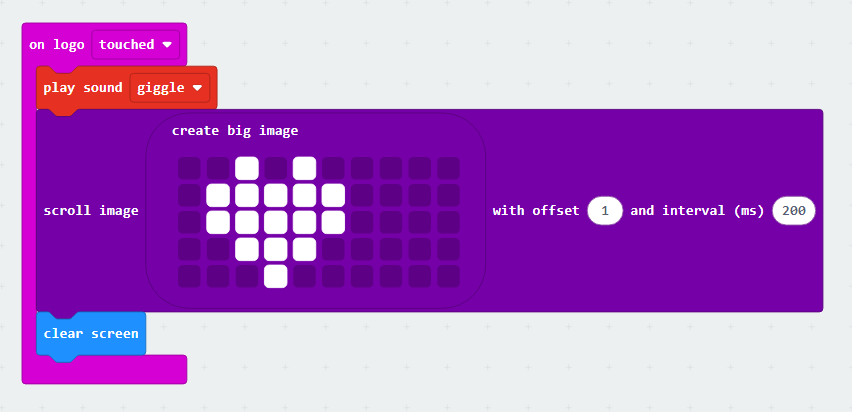 on logo touched
play sound giggle
create big image
scroll image with offset 1 and interval (ms) 200
clear screen